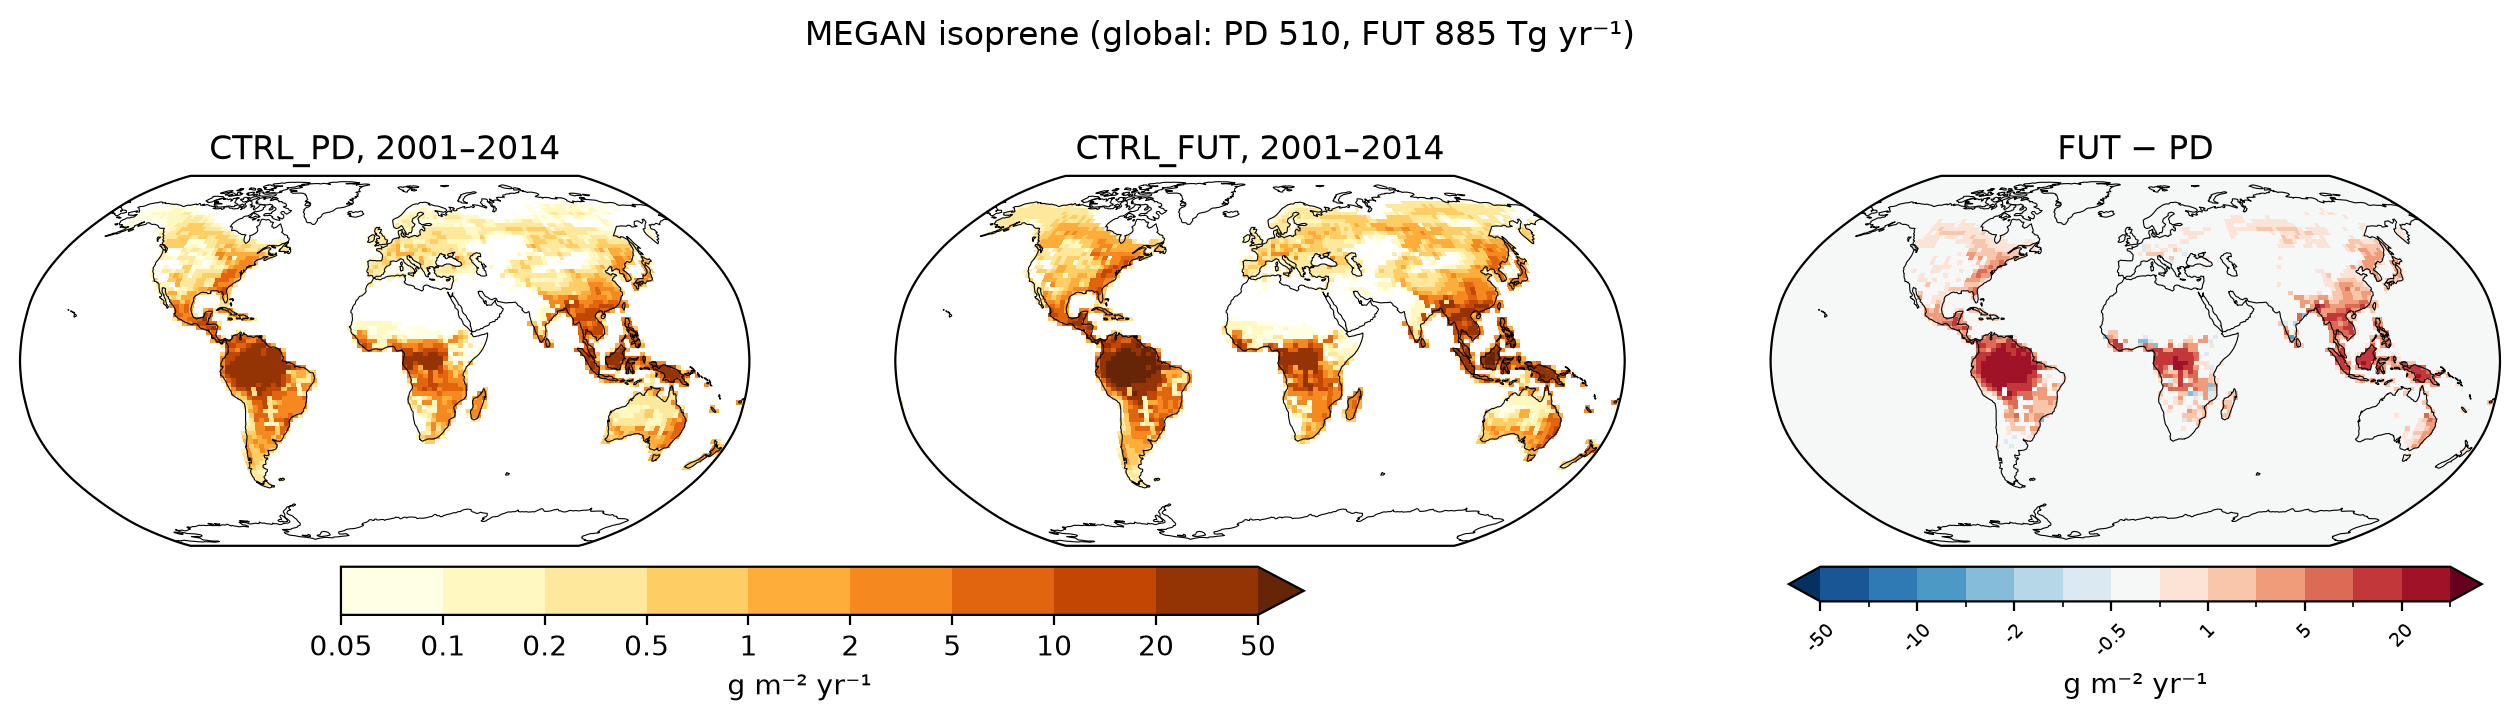 MEGAN isoprene (global: PD 510, FUT 885 Tg yr⁻¹)
CTRL_PD, 2001–2014
CTRL_FUT, 2001–2014
FUT − PD
0.05 0.1 0.2 0.5 1 2 5 10 20 50
g m⁻² yr⁻¹
-50 -10 -2 -0.5 1 5 20
g m⁻² yr⁻¹